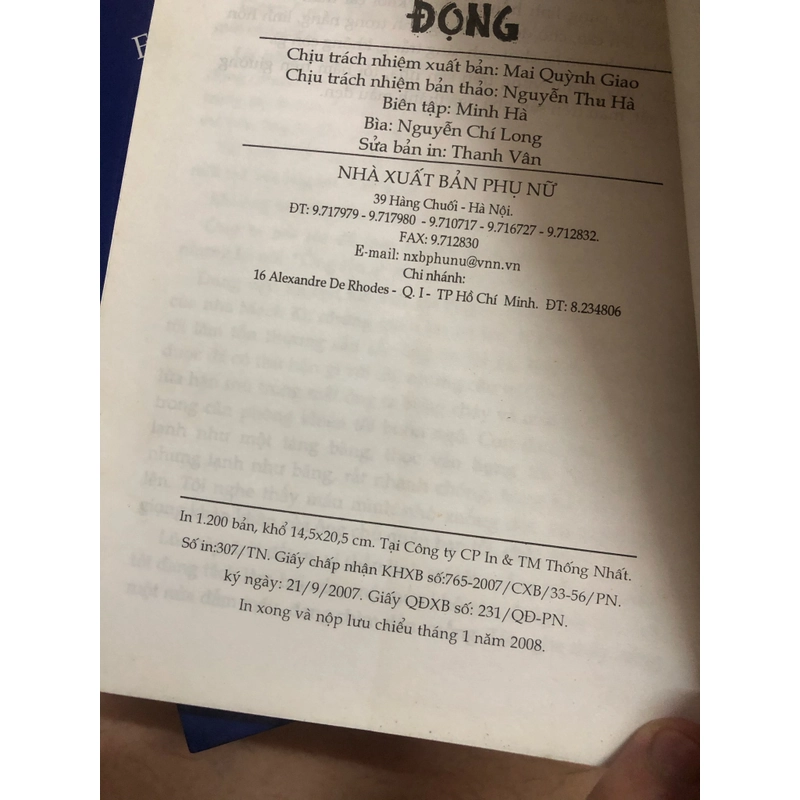 ĐỌNG
Chịu trách nhiệm xuất bản: Mai Quỳnh Giao
Chịu trách nhiệm bản thảo: Nguyễn Thu Hà
Biên tập: Minh Hà
Bìa: Nguyễn Chí Long
Sửa bản in: Thanh Vân
NHÀ XUẤT BẢN PHỤ NỮ
39 Hàng Chuối - Hà Nội.
ĐT: 9.717979 - 9.717980 - 9.710717 - 9.716727 - 9.712832.
FAX: 9.712830
E-mail: nxbphunu@vnn.vn
Chi nhánh:
16 Alexandre De Rhodes - Q. I - TP Hồ Chí Minh. ĐT: 8.234806
In 1.200 bản, khổ 14,5x20,5 cm. Tại Công ty CP In & TM Thống Nhất.
Số in:307/TN. Giấy chấp nhận KHXB số:765-2007/CXB/33-56/PN.
ký ngày: 21/9/2007. Giấy QĐXB số: 231/QĐ-PN.
In xong và nộp lưu chiểu tháng 1 năm 2008.